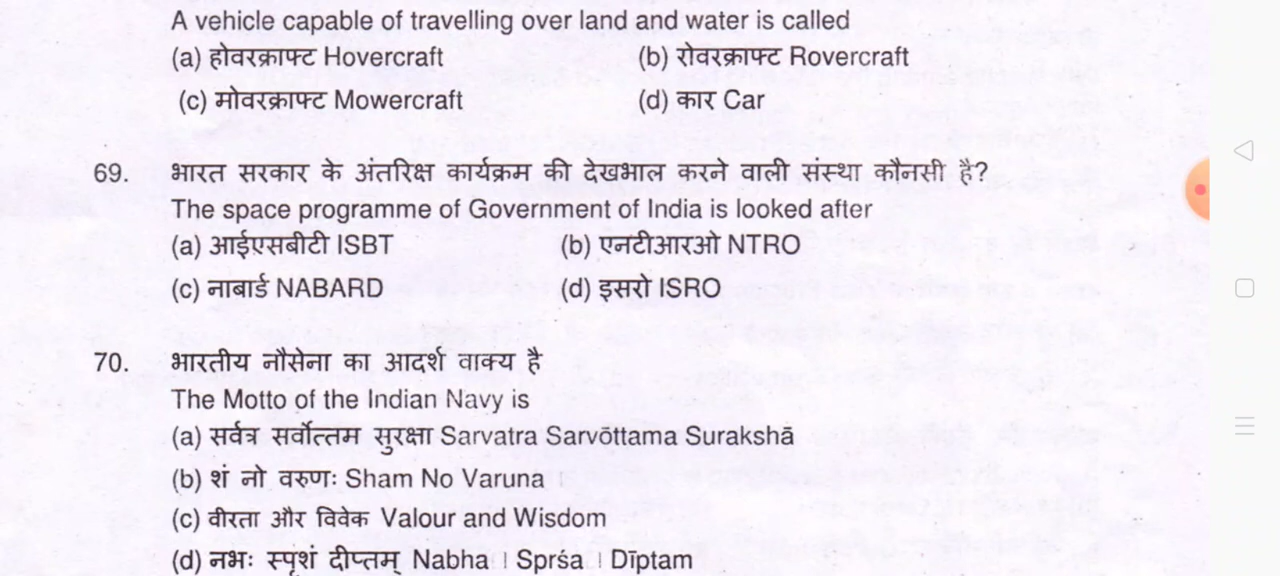 A vehicle capable of travelling over land and water is called
(a) होवरक्राफ्ट Hovercraft (b) रोवरक्राफ्ट Rovercraft
(c) मोवरक्राफ्ट Mowercraft (d) कार Car
69. भारत सरकार के अंतरिक्ष कार्यक्रम की देखभाल करने वाली संस्था कौनसी है?
The space programme of Government of India is looked after
(a) आईएसबीटी ISBT (b) एनटीआरओ NTRO
(c) नाबार्ड NABARD (d) इसरो ISRO
70. भारतीय नौसेना का आदर्श वाक्य है
The Motto of the Indian Navy is
(a) सर्वत्र सर्वोत्तम सुरक्षा Sarvatra Sarvōttama Surakshā
(b) शं नो वरुणः Sham No Varuna
(c) वीरता और विवेक Valour and Wisdom
(d) नभः स्पृशं दीप्तम् Nabha Sprśa Dīptam